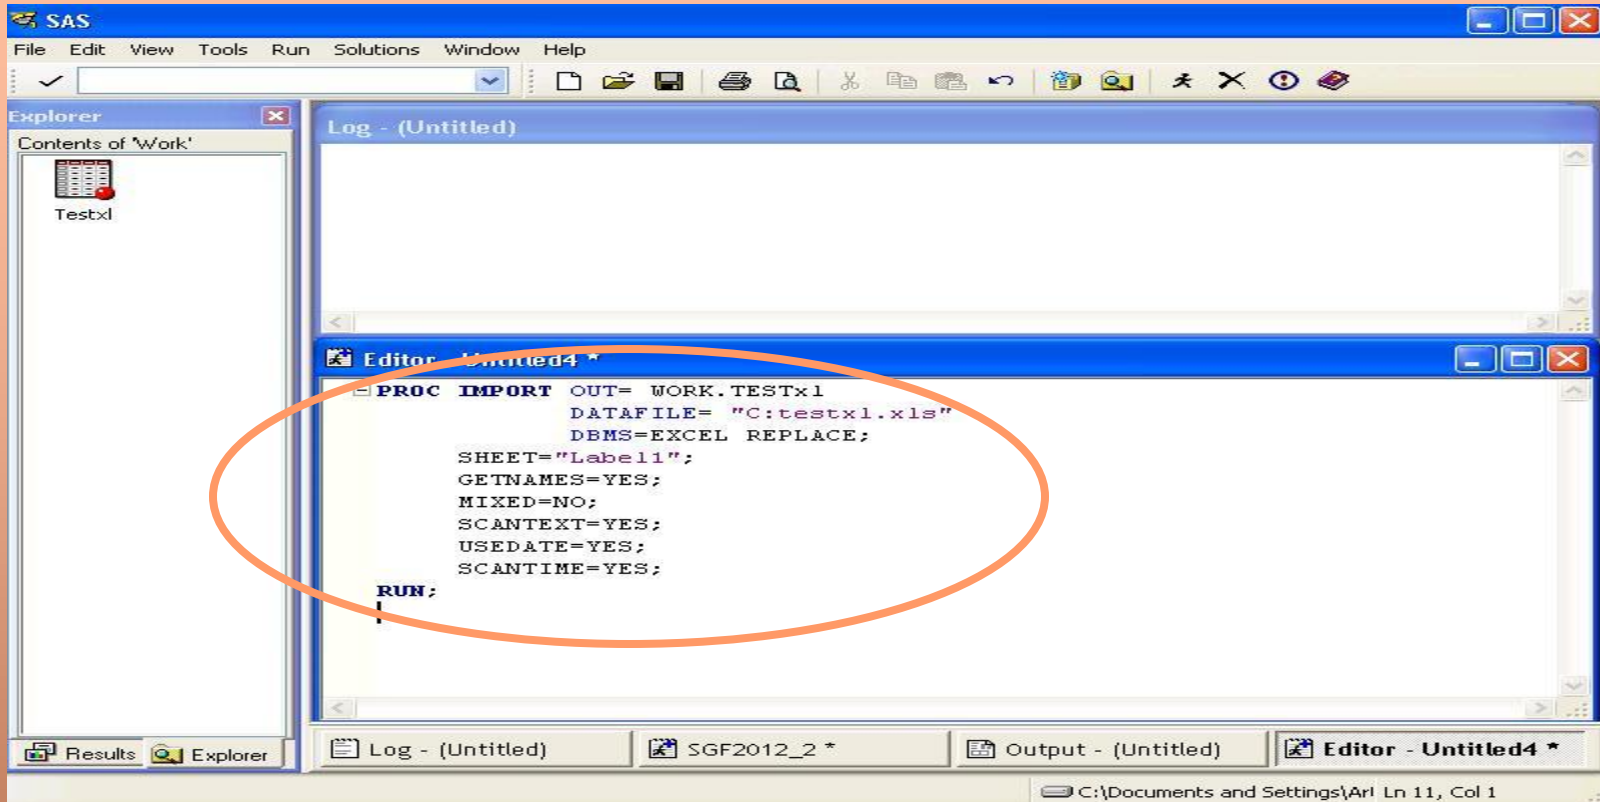 SAS
File Edit View Tools Run Solutions Window Help
Explorer
Contents of 'Work'
Testxl
Log - (Untitled)
Editor - Untitled4 *
PROC IMPORT OUT= WORK.TESTxl
DATAFILE= "C:testxl.xls"
DBMS=EXCEL REPLACE;
SHEET="Label1";
GETNAMES=YES;
MIXED=NO;
SCANTEXT=YES;
USEDATE=YES;
SCANTIME=YES;
RUN;
Results Explorer
Log - (Untitled) SGF2012_2 * Output - (Untitled) Editor - Untitled4 *
C:\Documents and Settings\Arl Ln 11, Col 1